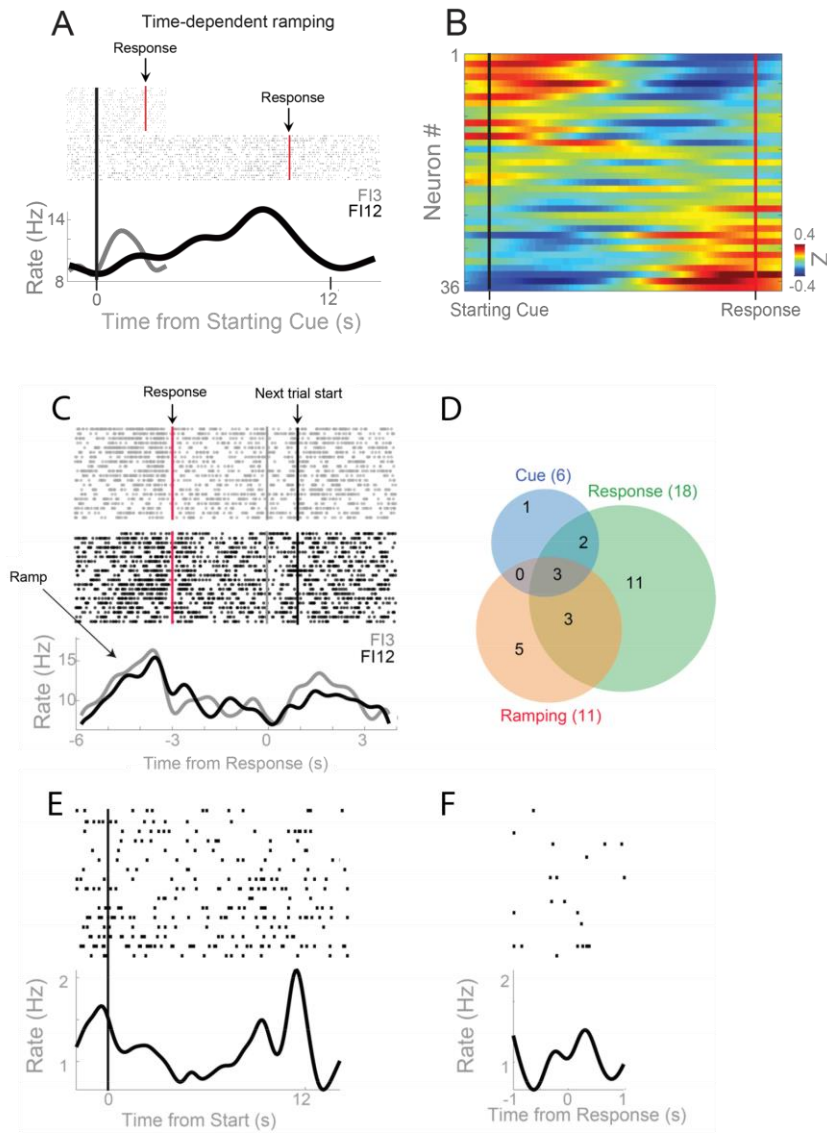 A
Time-dependent ramping
Response
Response
FI3
FI12
14
8
Rate (Hz)
0
12
Time from Starting Cue (s)
B
1
Neuron #
36
0.4
-0.4
Z
Starting Cue
Response
C
Response
Next trial start
Ramp
FI3
FI12
15
10
Rate (Hz)
-6
-3
0
3
Time from Response (s)
D
Cue (6)
Response (18)
1
2
0
3
11
3
5
Ramping (11)
E
2
1
Rate (Hz)
0
12
Time from Start (s)
F
2
1
Rate (Hz)
-1
0
1
Time from Response (s)